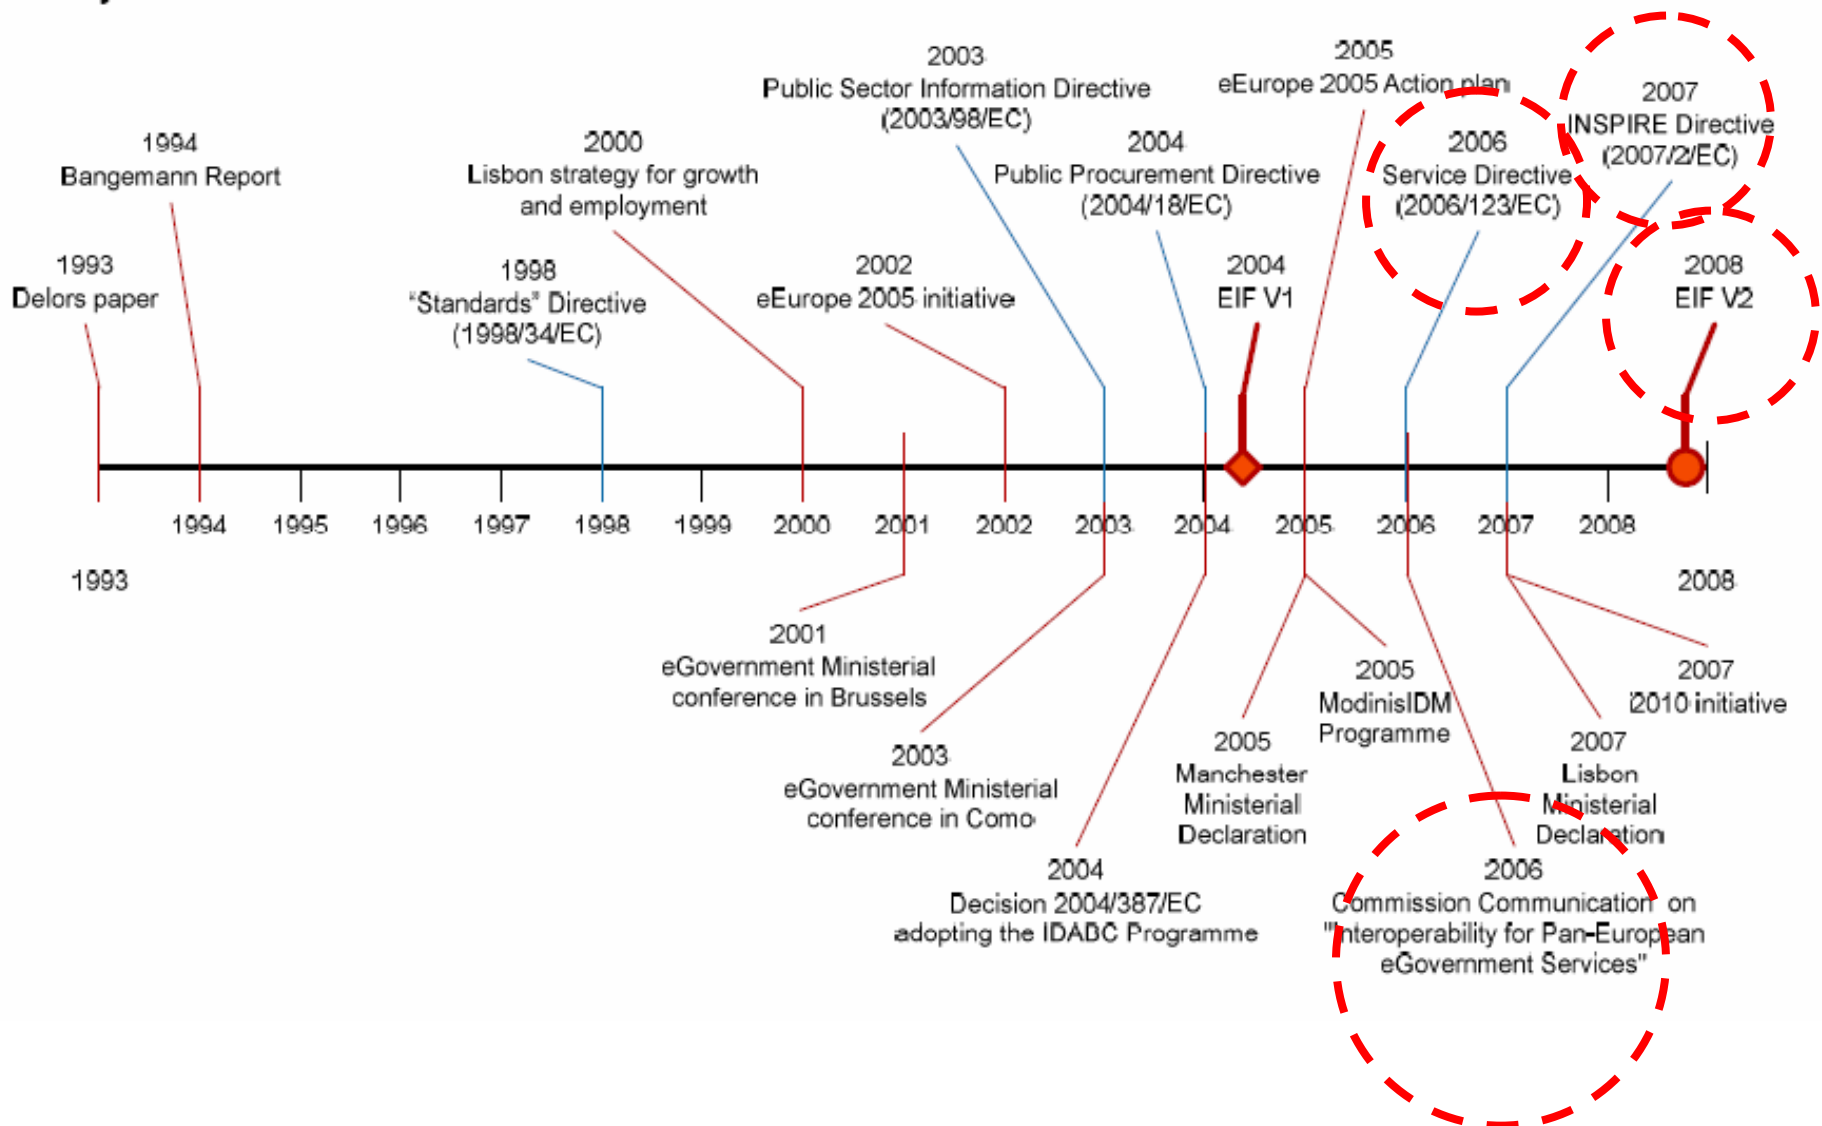 2003
Public Sector Information Directive
(2003/98/EC)
2005
eEurope 2005 Action plan
2007
INSPIRE Directive
(2007/2/EC)
1994
Bangemann Report
2000
Lisbon strategy for growth
and employment
2004
Public Procurement Directive
(2004/18/EC)
2006
Service Directive
(2006/123/EC)
1993
Delors paper
1998
"Standards" Directive
(1998/34/EC)
2002
eEurope 2005 initiative
2004
EIF V1
2008
EIF V2
1994 1995 1996 1997 1998 1999 2000 2001 2002 2003 2004 2005 2006 2007 2008
1993 2008
2001
eGovernment Ministerial
conference in Brussels
2003
eGovernment Ministerial
conference in Como
2004
Decision 2004/387/EC
adopting the IDABC Programme
2005
Manchester
Ministerial
Declaration
2005
ModinisIDM
Programme
2007
Lisbon
Ministerial
Declaration
2007
i2010 initiative
2006
Commission Communication on
"Interoperability for Pan-European
eGovernment Services"